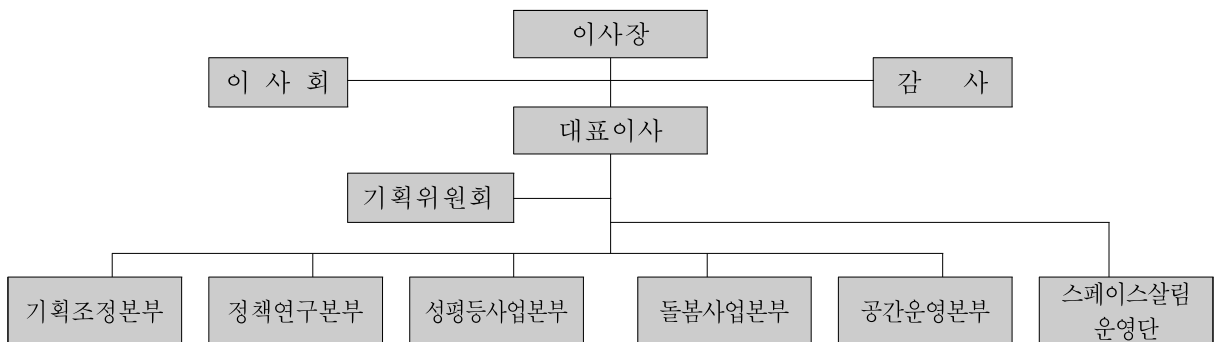 이사장
이 사 회
감 사
대표이사
기획위원회
기획조정본부
정책연구본부
성평등사업본부
돌봄사업본부
공간운영본부
스페이스살림
운영단